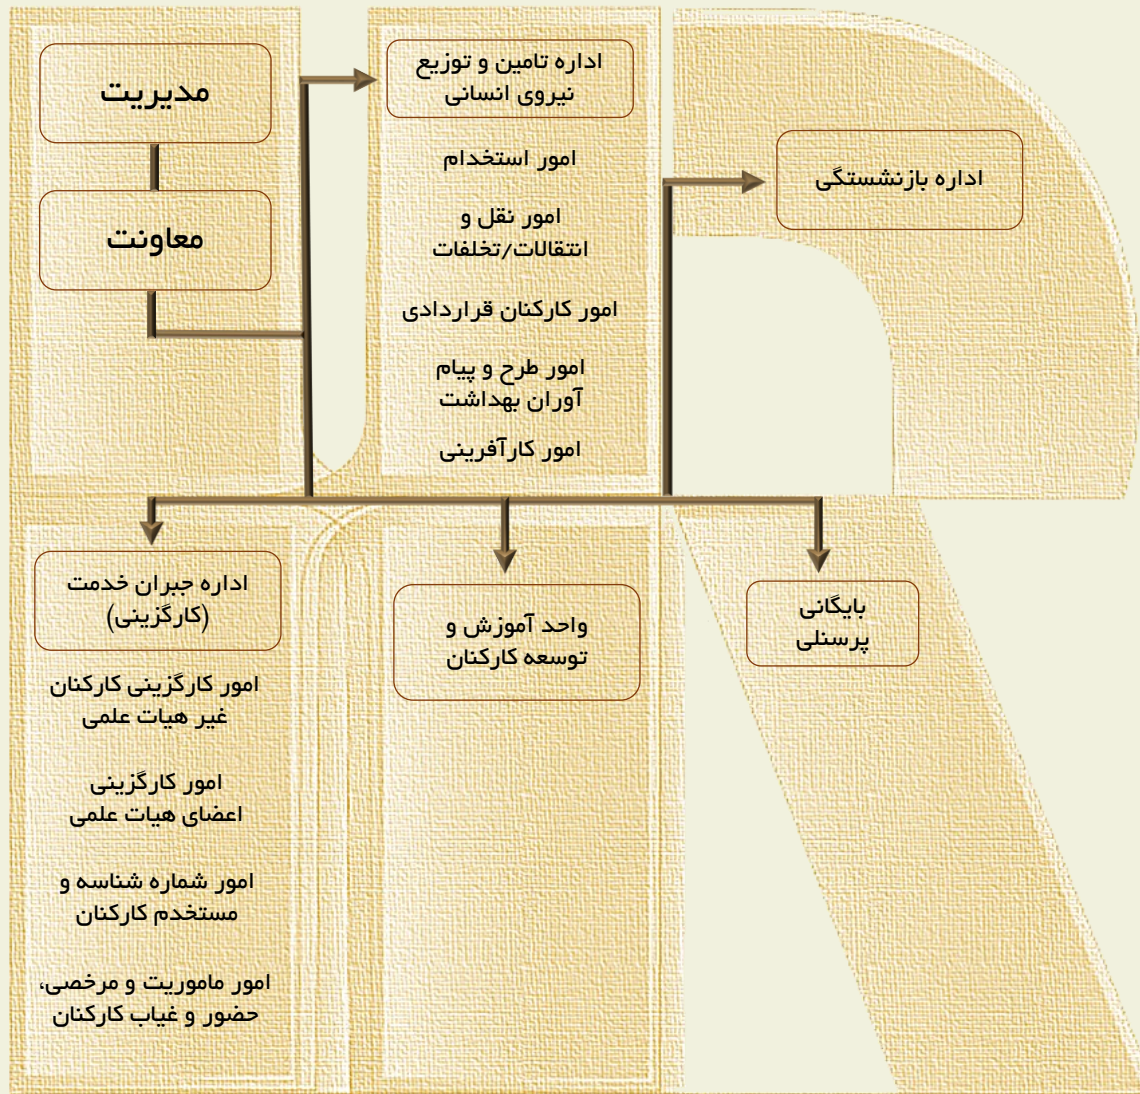 مدیریت
معاونت
اداره تامین و توزیع
نیروی انسانی
امور استخدام
امور نقل و
انتقالات/تخلفات
امور کارکنان قراردادی
امور طرح و پیام
آوران بهداشت
امور کارآفرینی
اداره بازنشستگی
اداره جبران خدمت
(کارگزینی)
امور کارگزینی کارکنان
غیر هیات علمی
امور کارگزینی
اعضای هیات علمی
امور شماره شناسه و
مستخدم کارکنان
امور ماموریت و مرخصی،
حضور و غیاب کارکنان
واحد آموزش و
توسعه کارکنان
بایگانی
پرسنلی